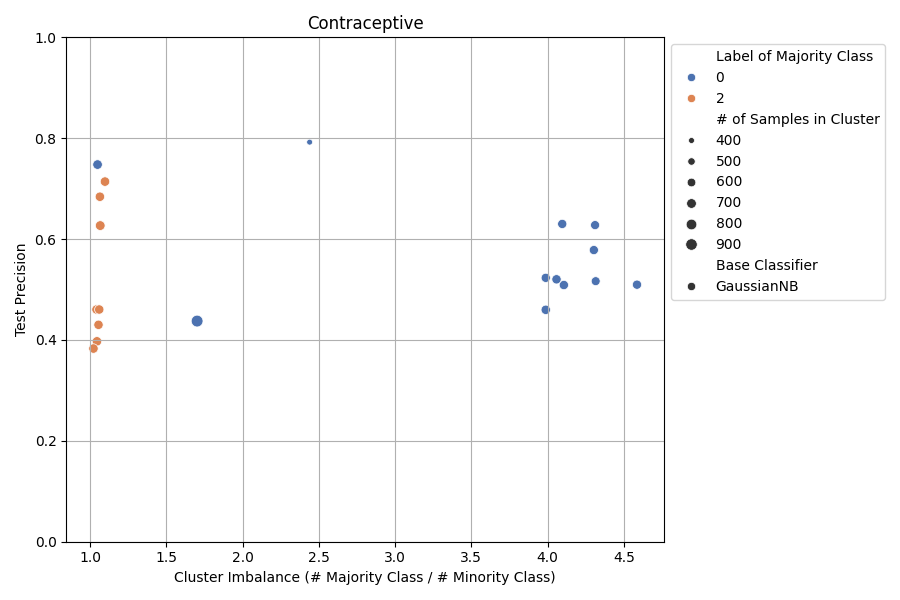 Contraceptive
1.0
0.8
0.6
0.4
0.2
0.0
Test Precision
1.0 1.5 2.0 2.5 3.0 3.5 4.0 4.5
Cluster Imbalance (# Majority Class / # Minority Class)
Label of Majority Class
0
2
# of Samples in Cluster
400
500
600
700
800
900
Base Classifier
GaussianNB